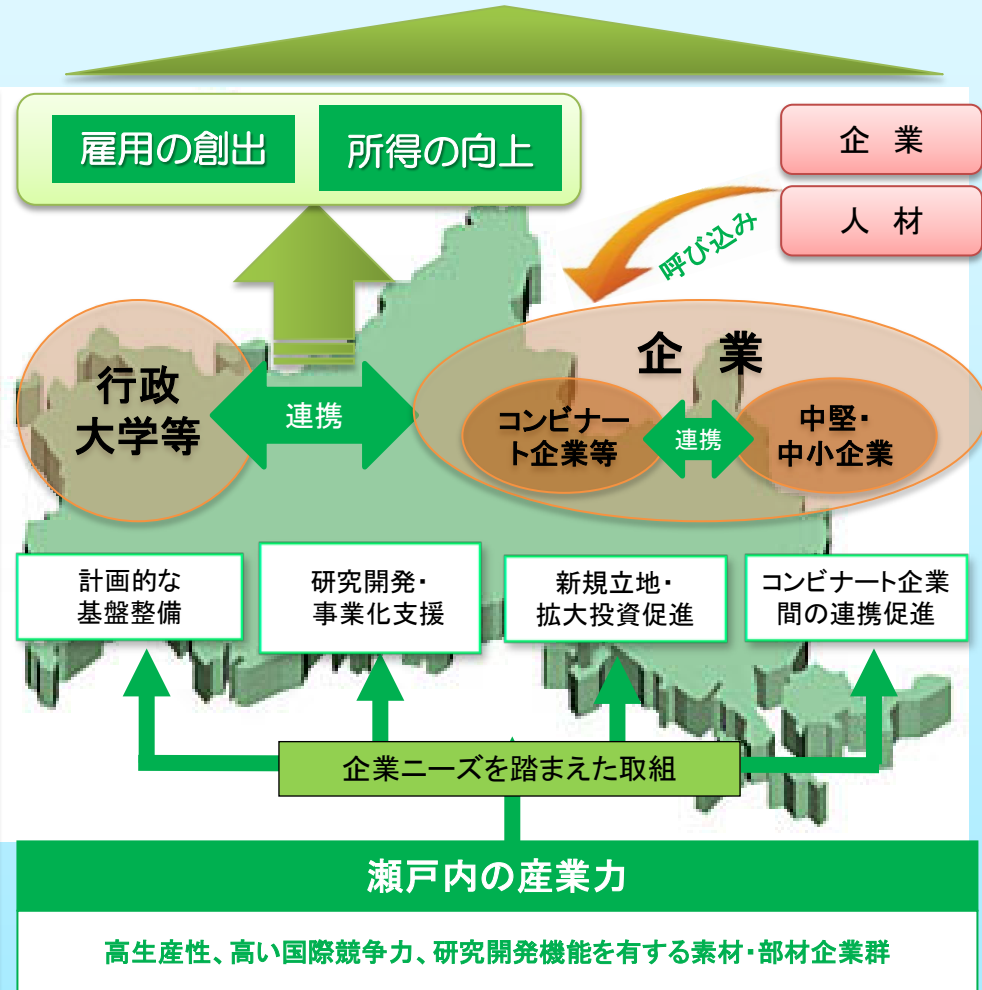 雇用の創出
所得の向上
企 業
人 材
呼び込み
行政
大学等
連携
企 業
コンビナー
ト企業等
連携
中堅・
中小企業
計画的な
基盤整備
研究開発・
事業化支援
新規立地・
拡大投資促進
コンビナート企業
間の連携促進
企業ニーズを踏まえた取組
瀬戸内の産業力
高生産性、高い国際競争力、研究開発機能を有する素材・部材企業群